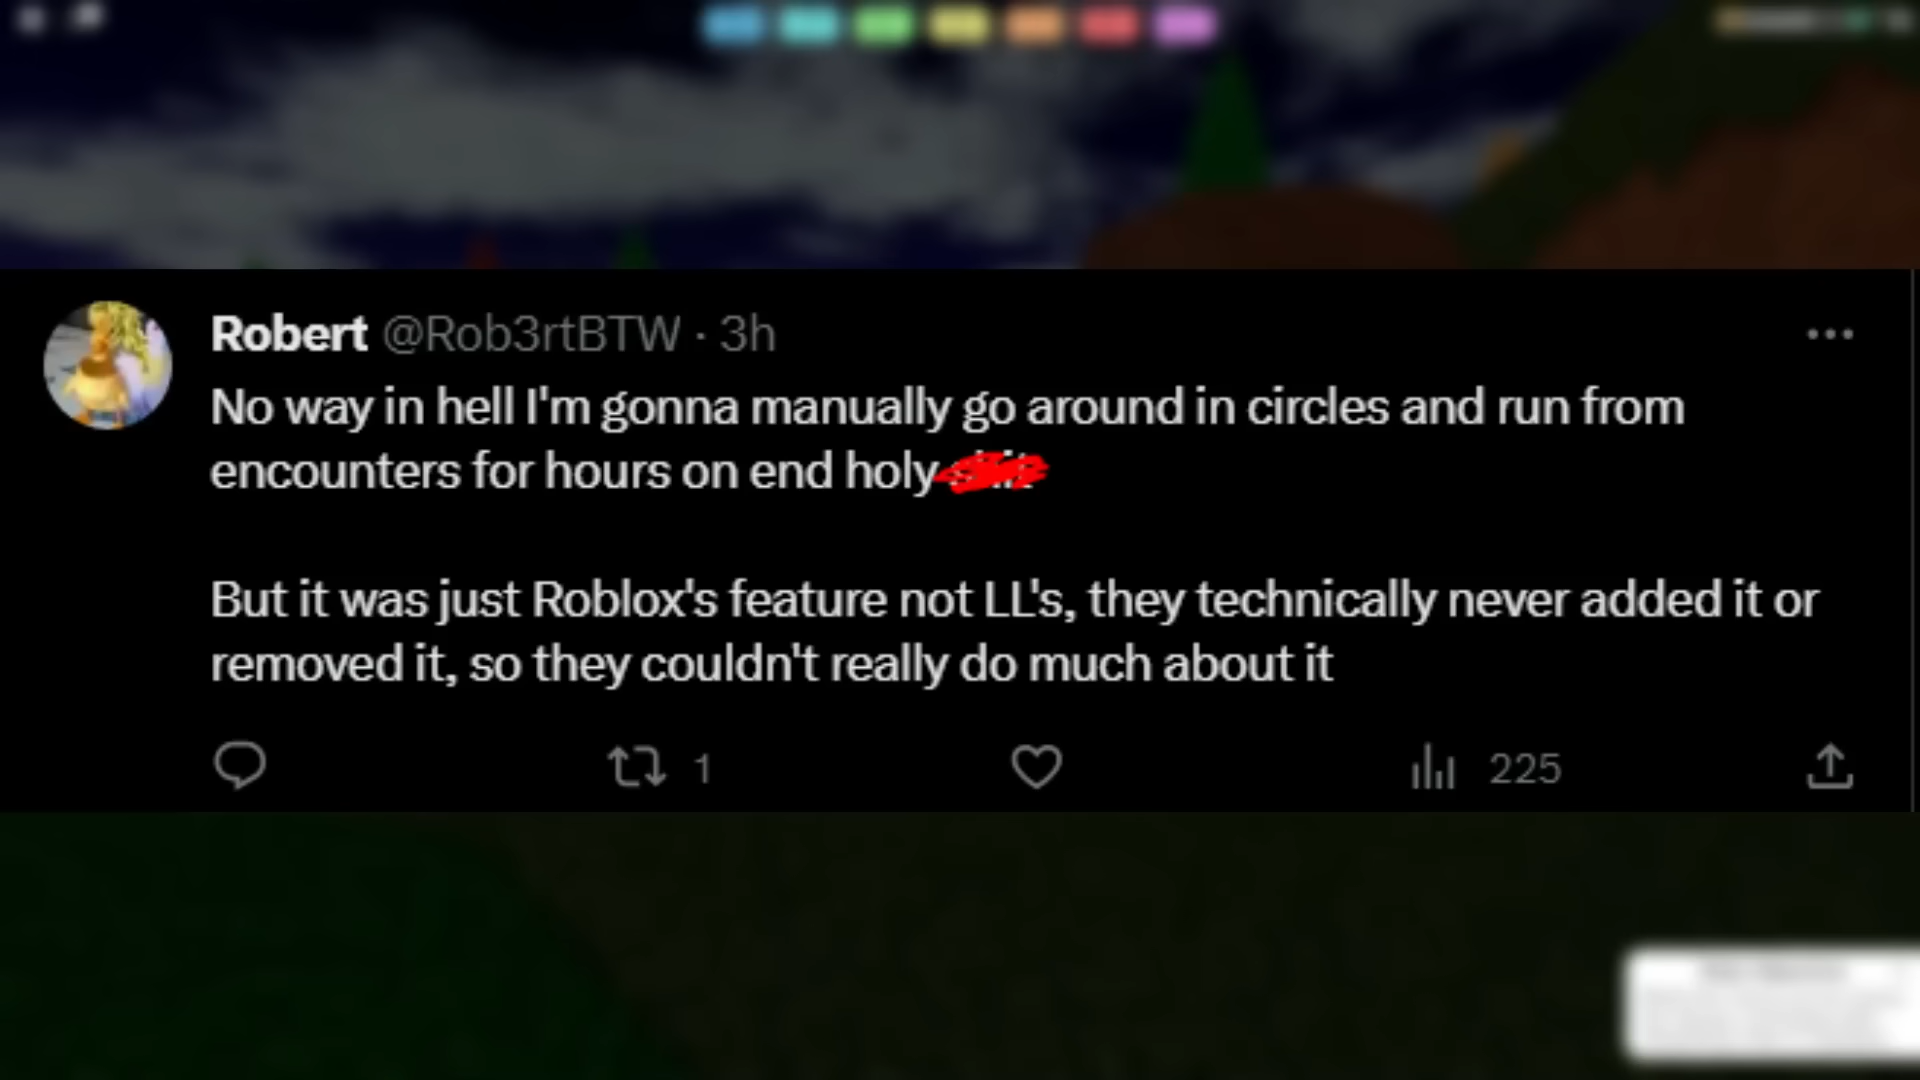 Robert @Rob3rtBTW · 3h
No way in hell I'm gonna manually go around in circles and run from
encounters for hours on end holy
But it was just Roblox's feature not LL's, they technically never added it or
removed it, so they couldn't really do much about it
1 225